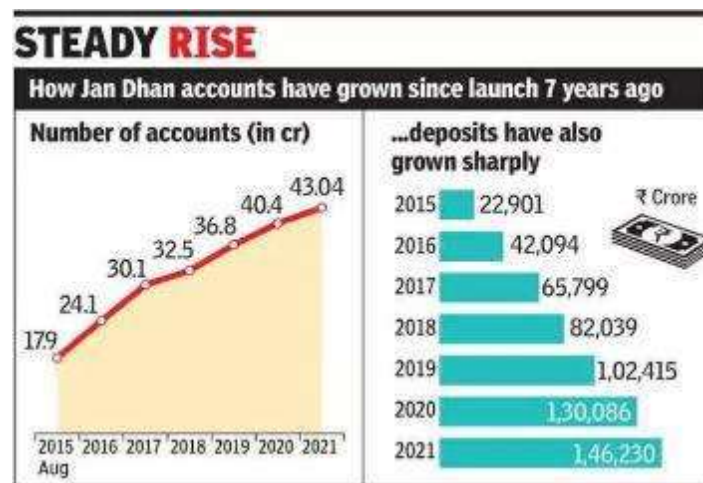 STEADY RISE
How Jan Dhan accounts have grown since launch 7 years ago
Number of accounts (in cr)
17.9
24.1
30.1
32.5
36.8
40.4
43.04
2015 2016 2017 2018 2019 2020 2021
Aug
...deposits have also
grown sharply
₹ Crore
₹
2015 22,901
2016 42,094
2017 65,799
2018 82,039
2019 1,02,415
2020 1,30,086
2021 1,46,230